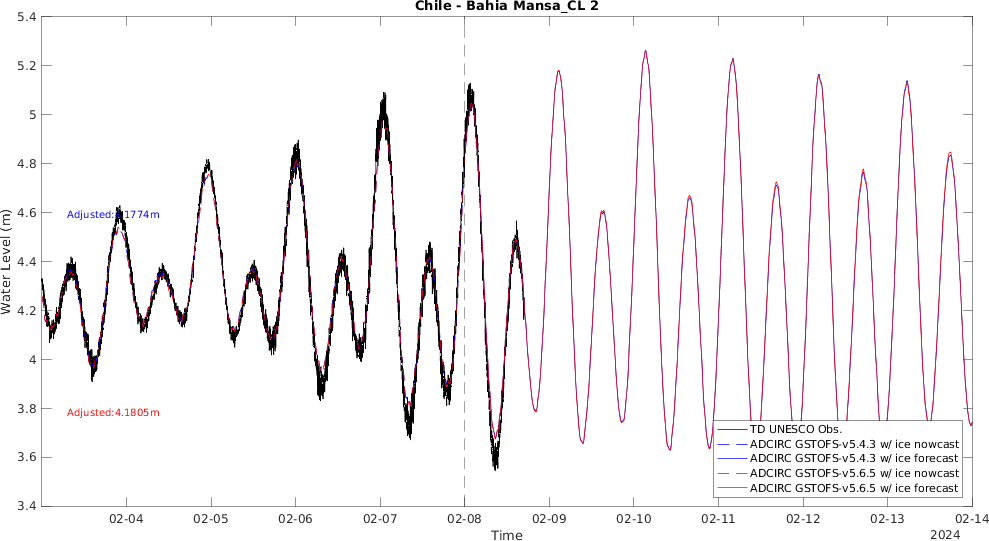 Chile - Bahia Mansa_CL 2
5.4
5.2
5
4.8
4.6
4.4
4.2
4
3.8
3.6
3.4
Water Level (m)
Adjusted:4.1774m
Adjusted:4.1805m
TD UNESCO Obs.
ADCIRC GSTOFS-v5.4.3 w/ ice nowcast
ADCIRC GSTOFS-v5.4.3 w/ ice forecast
ADCIRC GSTOFS-v5.6.5 w/ ice nowcast
ADCIRC GSTOFS-v5.6.5 w/ ice forecast
02-04 02-05 02-06 02-07 02-08 02-09 02-10 02-11 02-12 02-13 02-14
Time
2024